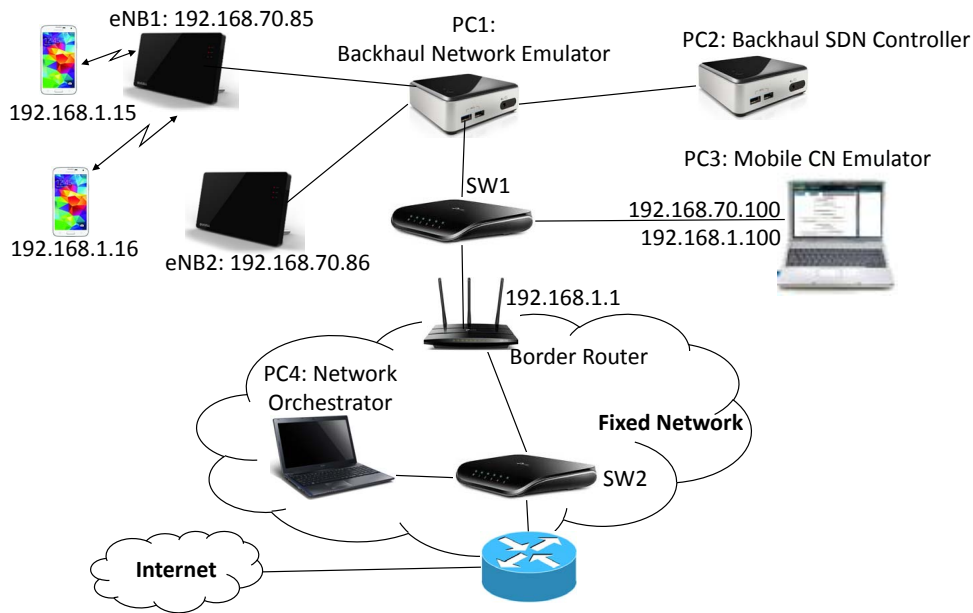 eNB1: 192.168.70.85
PC1:
Backhaul Network Emulator
PC2: Backhaul SDN Controller
192.168.1.15
PC3: Mobile CN Emulator
SW1
192.168.70.100
192.168.1.100
192.168.1.16
eNB2: 192.168.70.86
192.168.1.1
Border Router
PC4: Network
Orchestrator
Fixed Network
SW2
Internet